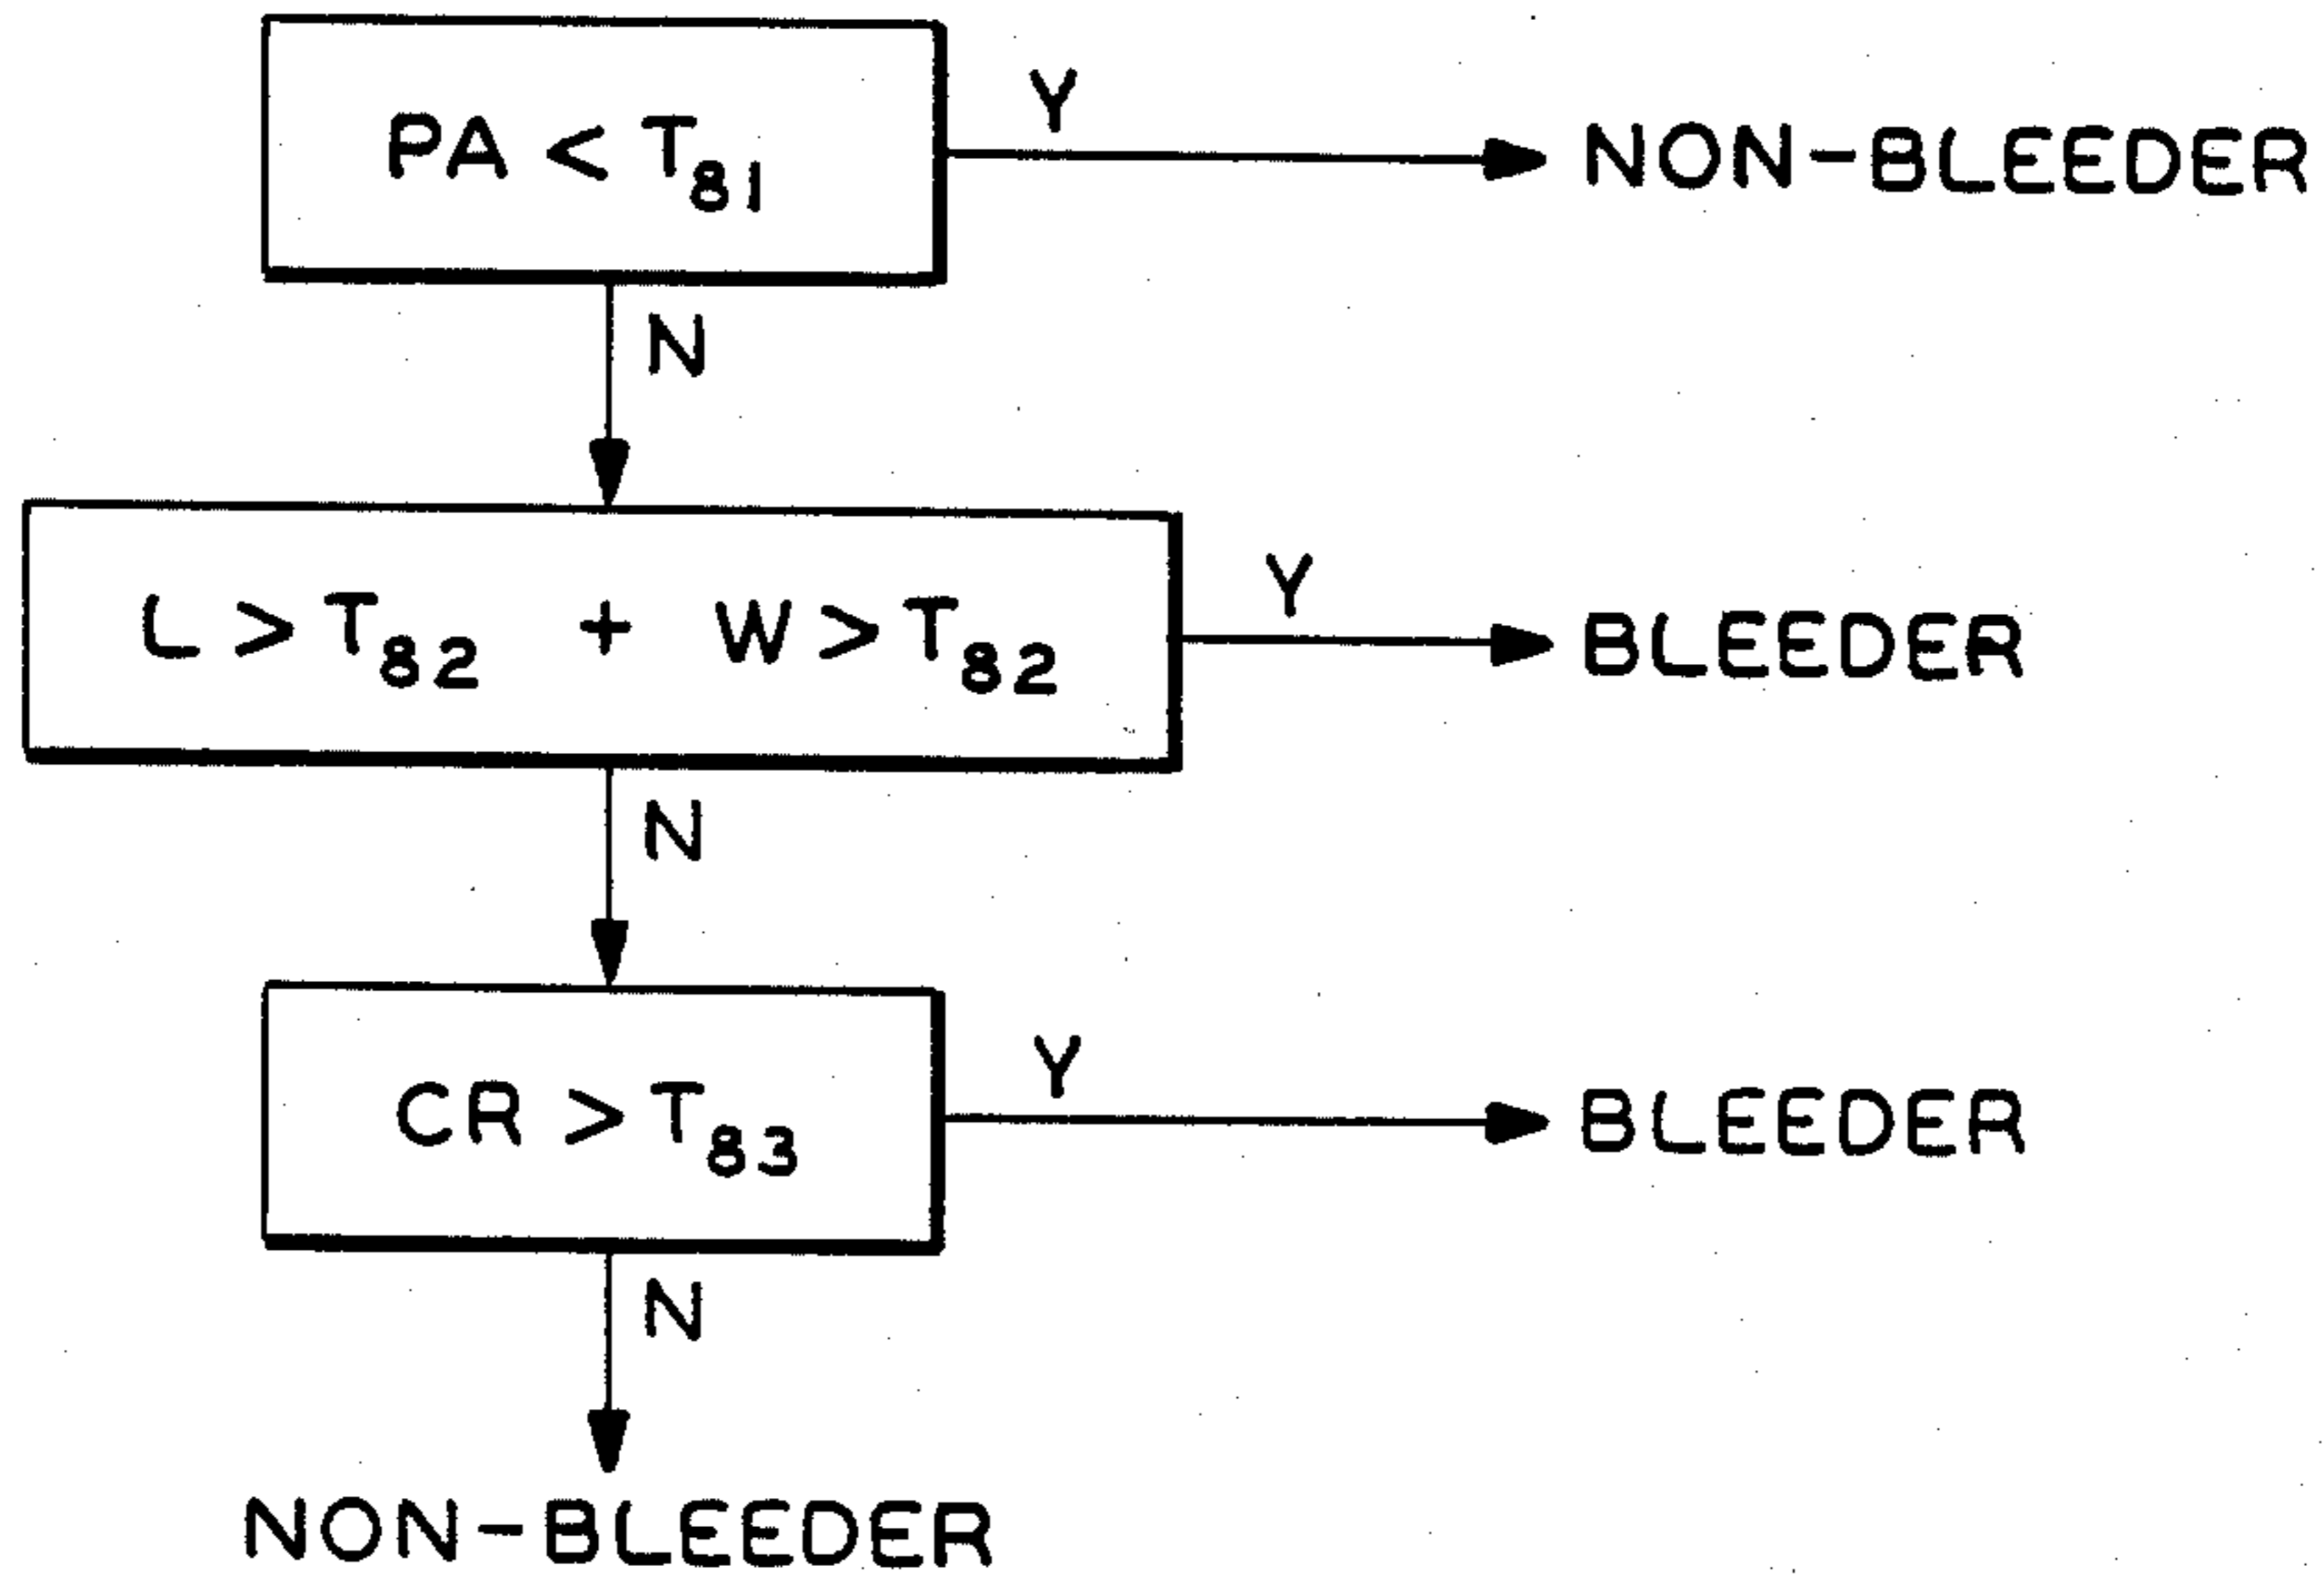 PA < T81
Y
NON-BLEEDER
N
L > T82 + W > T82
Y
BLEEDER
N
CR > T83
Y
BLEEDER
N
NON-BLEEDER